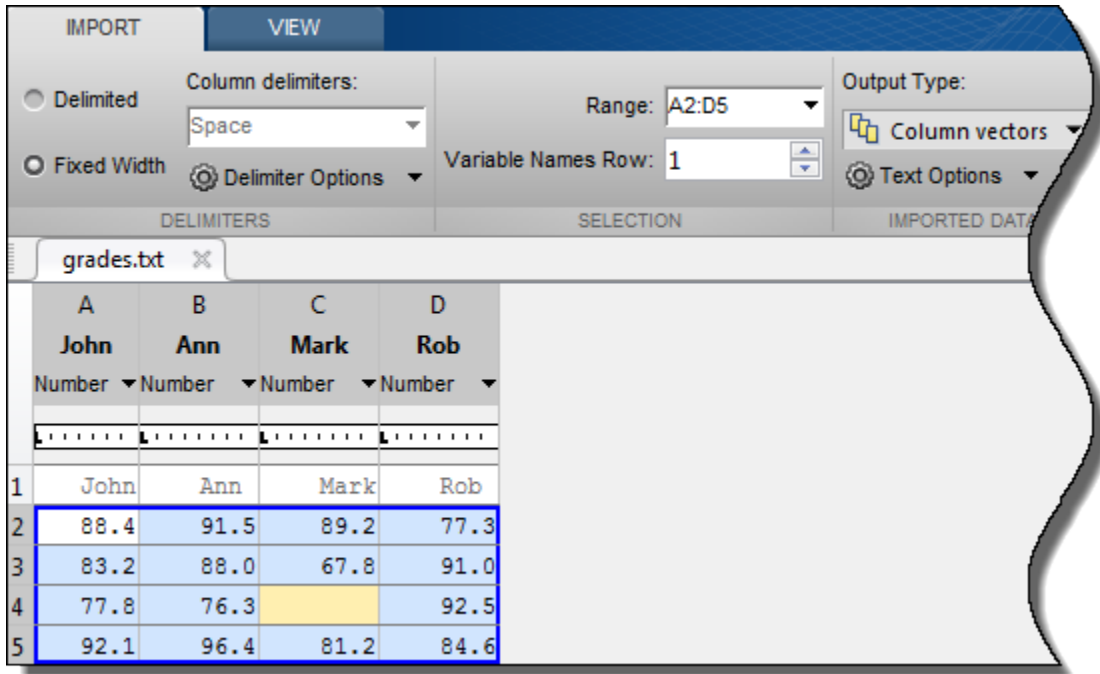 IMPORT VIEW
Delimited
Column delimiters:
Space
Fixed Width
Delimiter Options
DELIMITERS
Range: A2:D5
Variable Names Row: 1
SELECTION
Output Type:
Column vectors
Text Options
IMPORTED DATA
grades.txt
A B C D
John Ann Mark Rob
Number Number Number Number
1 John Ann Mark Rob
2 88.4 91.5 89.2 77.3
3 83.2 88.0 67.8 91.0
4 77.8 76.3 92.5
5 92.1 96.4 81.2 84.6